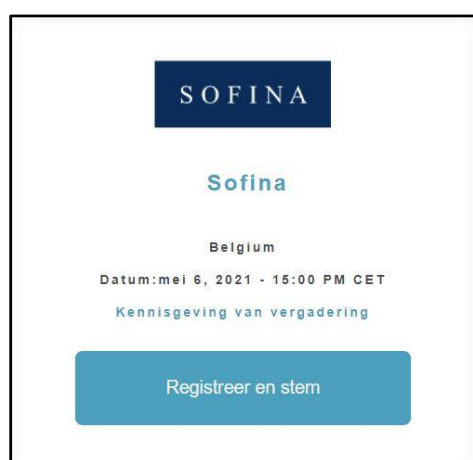 SOFINA
Sofina
Belgium
Datum:mei 6, 2021 - 15:00 PM CET
Kennisgeving van vergadering
Registreer en stem